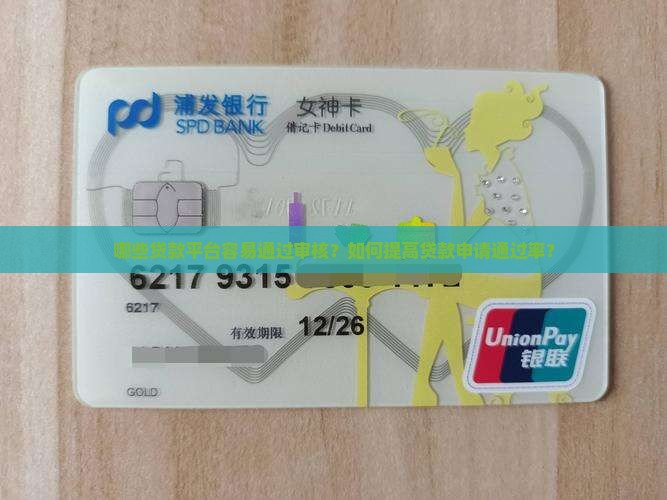 浦发银行
SPD BANK
女神卡
借记卡 Debit Card
哪些贷款平台容易通过审核？如何提高贷款申请通过率？
6217 9315
6217
有效期限 12/26
UnionPay
银联
GOLD